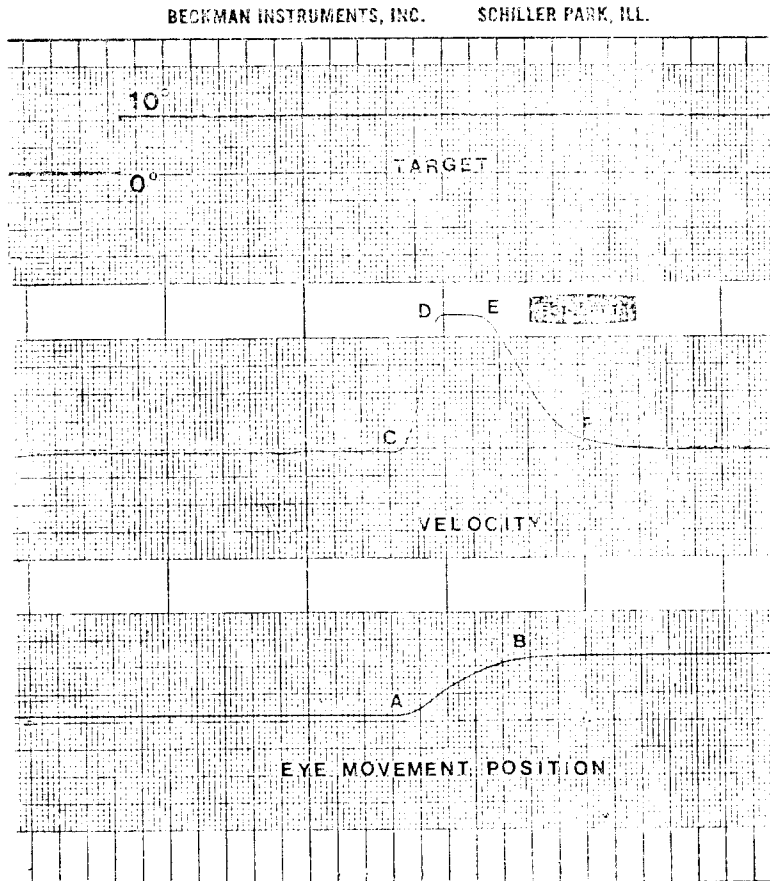 BECKMAN INSTRUMENTS, INC. SCHILLER PARK, ILL.
10°
TARGET
0°
D E
C F
VELOCITY
B
A
EYE MOVEMENT POSITION